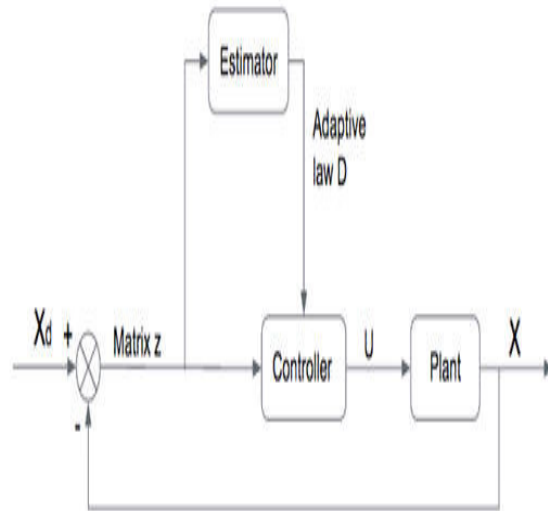 Estimator
Adaptive
law D
Xd +
Matrix z
Controller
U
Plant
X
-